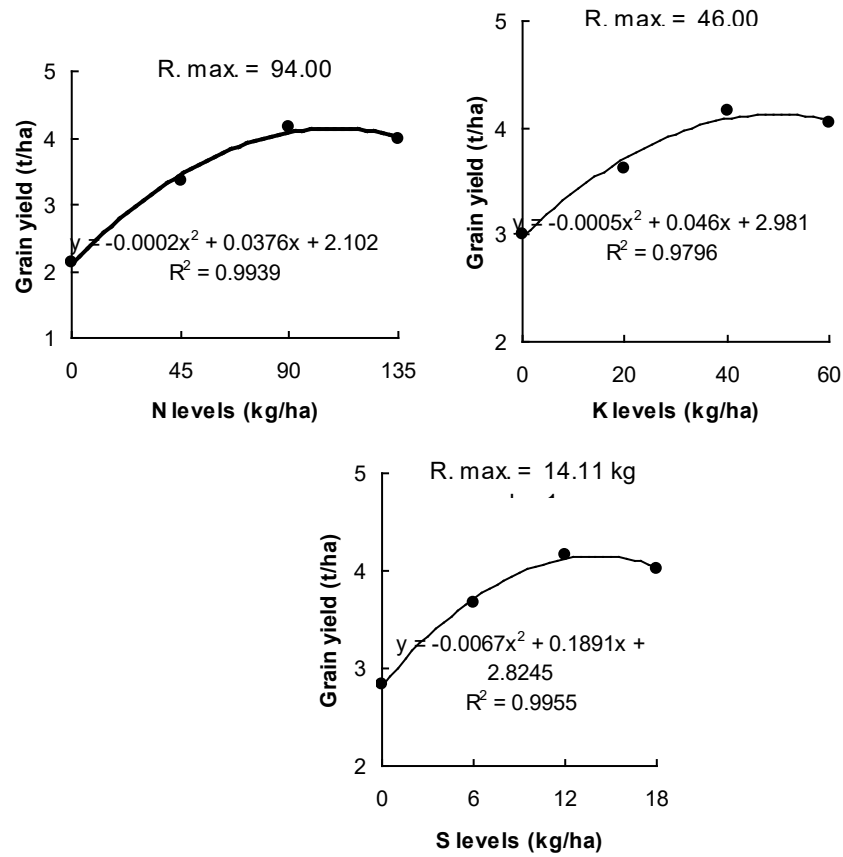 R. max. = 94.00
5
4
3
2
1
Grain yield (t/ha)
y = -0.0002x² + 0.0376x + 2.102
R² = 0.9939
0 45 90 135
N levels (kg/ha)
R. max. = 46.00
5
4
3
2
Grain yield (t/ha)
y = -0.0005x² + 0.046x + 2.981
R² = 0.9796
0 20 40 60
K levels (kg/ha)
R. max. = 14.11 kg
5
4
3
2
Grain yield (t/ha)
y = -0.0067x² + 0.1891x +
2.8245
R² = 0.9955
0 6 12 18
S levels (kg/ha)